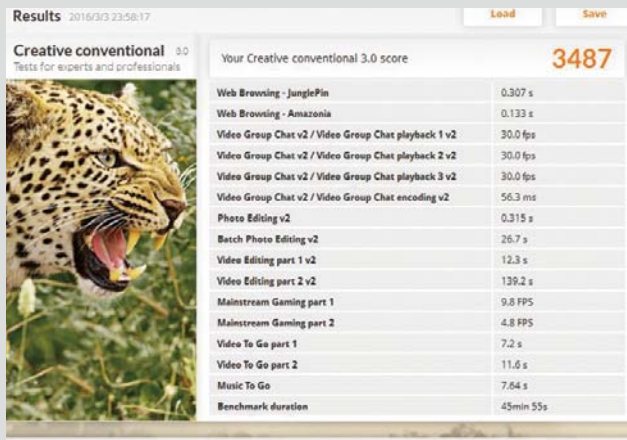 Results 2016/3/3 23:58:17
Load
Save
Creative conventional 3.0
Tests for experts and professionals
Your Creative conventional 3.0 score 3487
Web Browsing - JunglePin 0.307 s
Web Browsing - Amazonia 0.133 s
Video Group Chat v2 / Video Group Chat playback 1 v2 30.0 fps
Video Group Chat v2 / Video Group Chat playback 2 v2 30.0 fps
Video Group Chat v2 / Video Group Chat playback 3 v2 30.0 fps
Video Group Chat v2 / Video Group Chat encoding v2 56.3 ms
Photo Editing v2 0.315 s
Batch Photo Editing v2 26.7 s
Video Editing part 1 v2 12.3 s
Video Editing part 2 v2 139.2 s
Mainstream Gaming part 1 9.8 FPS
Mainstream Gaming part 2 4.8 FPS
Video To Go part 1 7.2 s
Video To Go part 2 11.6 s
Music To Go 7.64 s
Benchmark duration 45min 55s